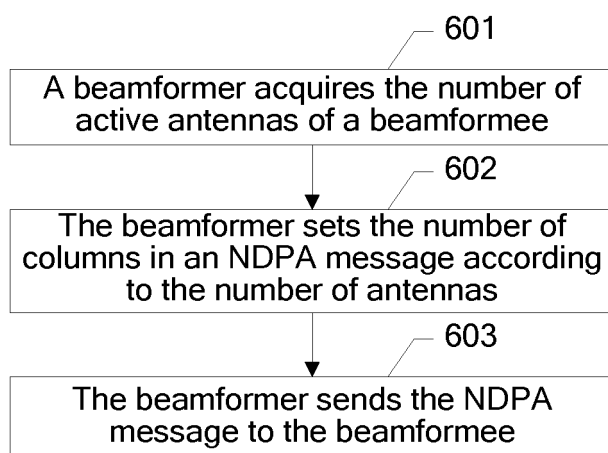 601
A beamformer acquires the number of
active antennas of a beamformee
602
The beamformer sets the number of
columns in an NDPA message according
to the number of antennas
603
The beamformer sends the NDPA
message to the beamformee